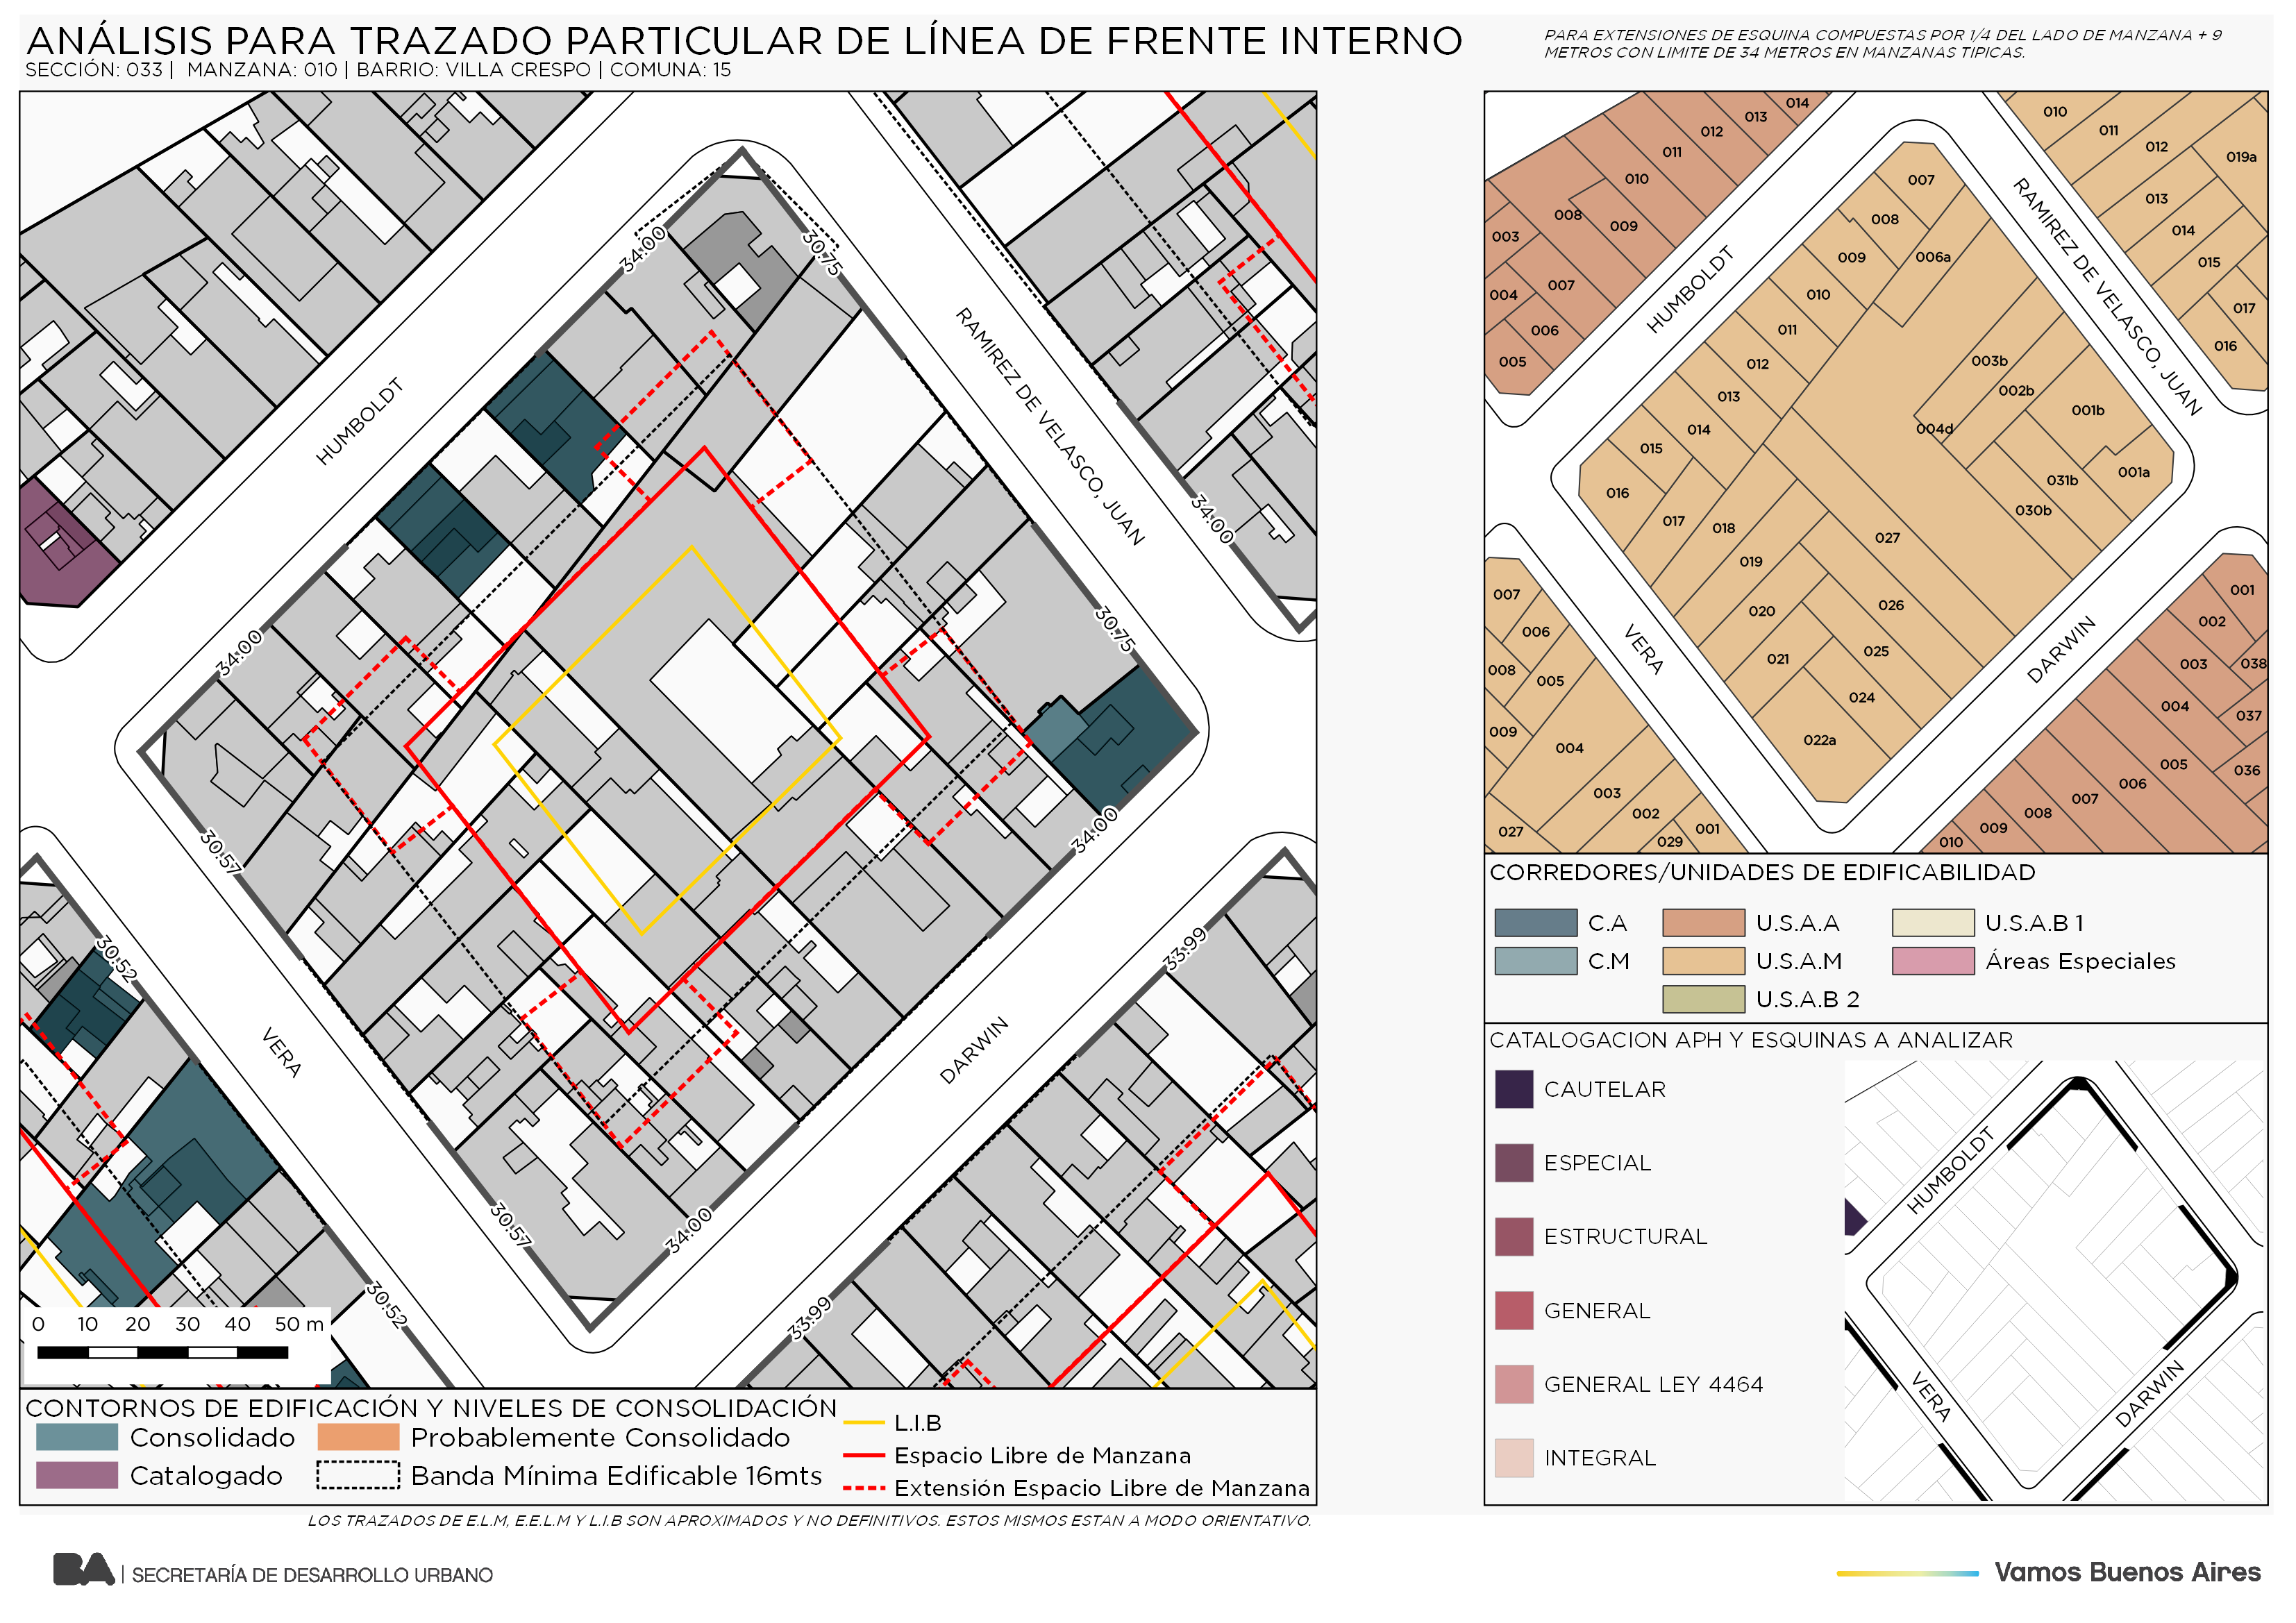 ANÁLISIS PARA TRAZADO PARTICULAR DE LÍNEA DE FRENTE INTERNO
SECCIÓN: 033 | MANZANA: 010 | BARRIO: VILLA CRESPO | COMUNA: 15
PARA EXTENSIONES DE ESQUINA COMPUESTAS POR 1/4 DEL LADO DE MANZANA + 9
METROS CON LIMITE DE 34 METROS EN MANZANAS TIPICAS.
34.00
30.75
HUMBOLDT
RAMIREZ DE VELASCO, JUAN
34.00
34.00
30.75
30.57
34.00
30.52
33.99
VERA
DARWIN
30.57
34.00
30.52
33.99
0 10 20 30 40 50 m
CONTORNOS DE EDIFICACIÓN Y NIVELES DE CONSOLIDACIÓN
Consolidado
Probablemente Consolidado
Catalogado
Banda Mínima Edificable 16mts
L.I.B
Espacio Libre de Manzana
Extensión Espacio Libre de Manzana
LOS TRAZADOS DE E.L.M, E.E.L.M Y L.I.B SON APROXIMADOS Y NO DEFINITIVOS. ESTOS MISMOS ESTAN A MODO ORIENTATIVO.
014
013
012
011
010
009
008
003
007
004
006
005
HUMBOLDT
010
011
012
019a
013
014
015
017
016
RAMIREZ DE VELASCO, JUAN
007
008
006a
009
010
011
012
013
014
015
016
017
018
019
020
021
022a
003b
002b
001b
004d
001a
031b
030b
027
026
025
024
VERA
DARWIN
007
006
008
005
009
004
003
002
001
027
029
001
002
003
038
004
037
005
036
006
007
008
009
010
CORREDORES/UNIDADES DE EDIFICABILIDAD
C.A
U.S.A.A
U.S.A.B 1
C.M
U.S.A.M
Áreas Especiales
U.S.A.B 2
CATALOGACION APH Y ESQUINAS A ANALIZAR
CAUTELAR
ESPECIAL
ESTRUCTURAL
GENERAL
GENERAL LEY 4464
INTEGRAL
HUMBOLDT
VERA
DARWIN
BA | SECRETARÍA DE DESARROLLO URBANO
Vamos Buenos Aires